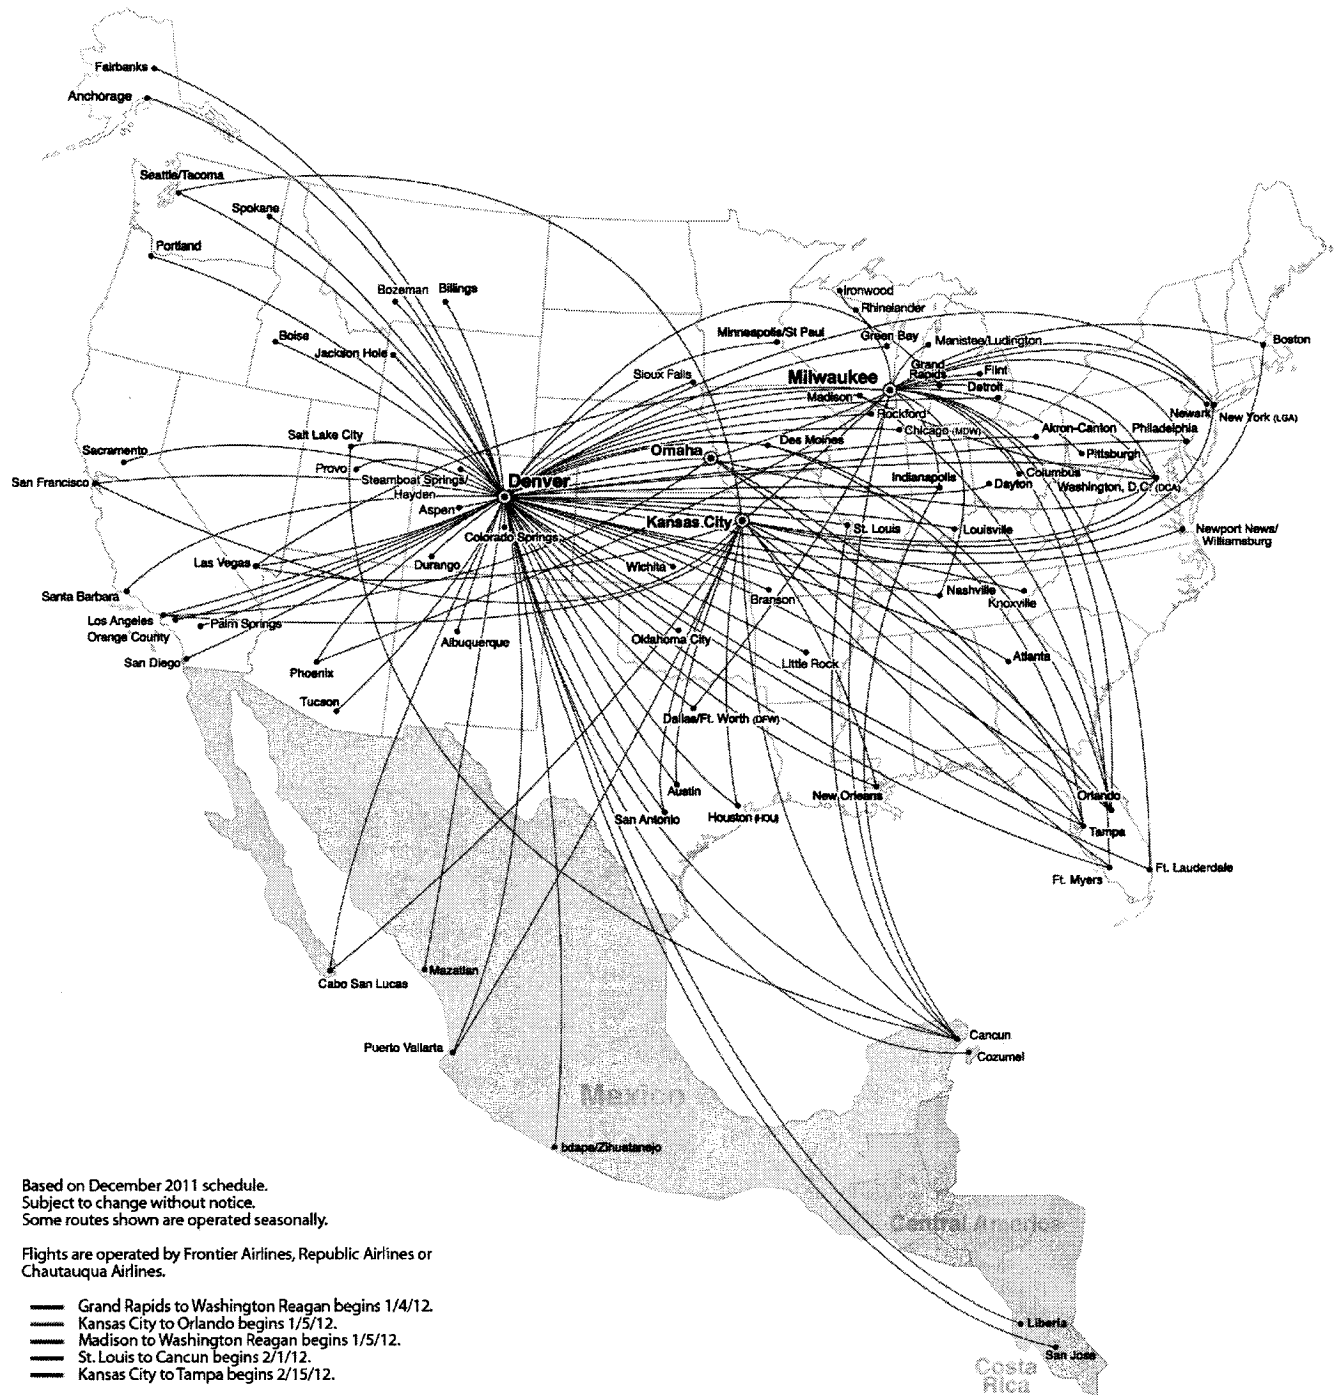 Fairbanks
Anchorage
Seattle/Tacoma
Spokane
Portland
Bozeman
Billings
Boise
Jackson Hole
Ironwood
Rhinelander
Minneapolis/St Paul
Green Bay
Manistee/Ludington
Boston
Sioux Falls
Milwaukee
Grand
Rapids
Flint
Detroit
Madison
Rockford
Newark
New York (LGA)
Chicago (MDW)
Akron-Canton
Philadelphia
Salt Lake City
Des Moines
Sacramento
Omaha
Pittsburgh
Provo
San Francisco
Steamboat Springs/
Hayden
Denver
Indianapolis
Columbus
Dayton
Washington, D.C. (DCA)
Aspen
Kansas City
St. Louis
Louisville
Newport News/
Williamsburg
Colorado Springs
Las Vegas
Durango
Wichita
Santa Barbara
Branson
Nashville
Knoxville
Los Angeles
Orange County
Palm Springs
Albuquerque
Oklahoma City
San Diego
Phoenix
Little Rock
Atlanta
Tucson
Dallas/Ft. Worth (DFW)
Austin
San Antonio
Houston (HOU)
New Orleans
Orlando
Tampa
Ft. Myers
Ft. Lauderdale
Cabo San Lucas
Mazatlan
Puerto Vallarta
Cancun
Cozumel
Mexico
Ixtapa/Zihuatanejo
Central America
Liberia
San Jose
Costa
Rica
Based on December 2011 schedule.
Subject to change without notice.
Some routes shown are operated seasonally.
Flights are operated by Frontier Airlines, Republic Airlines or
Chautauqua Airlines.
Grand Rapids to Washington Reagan begins 1/4/12.
Kansas City to Orlando begins 1/5/12.
Madison to Washington Reagan begins 1/5/12.
St. Louis to Cancun begins 2/1/12.
Kansas City to Tampa begins 2/15/12.